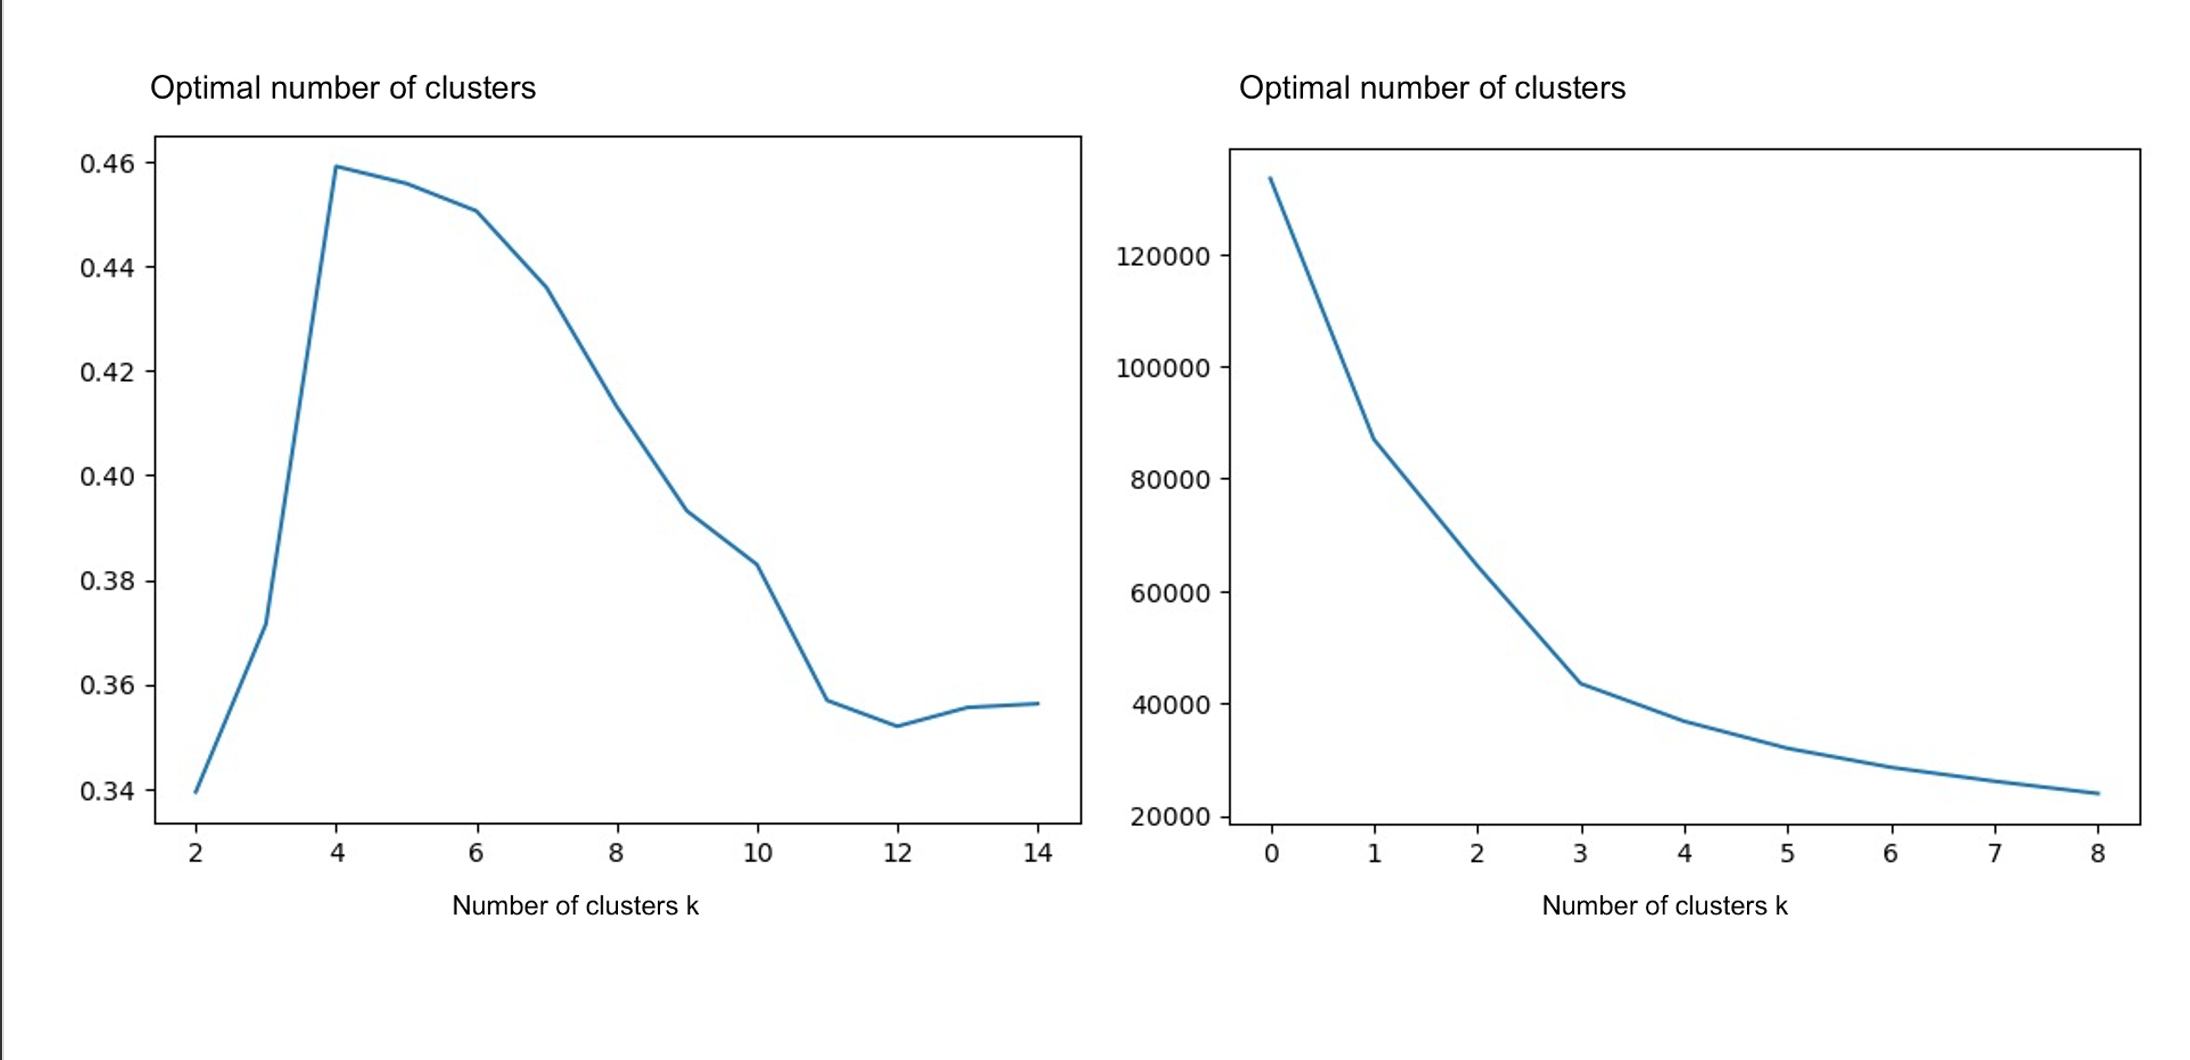 Optimal number of clusters
0.46
0.44
0.42
0.40
0.38
0.36
0.34
2 4 6 8 10 12 14
Number of clusters k
Optimal number of clusters
120000
100000
80000
60000
40000
20000
0 1 2 3 4 5 6 7 8
Number of clusters k